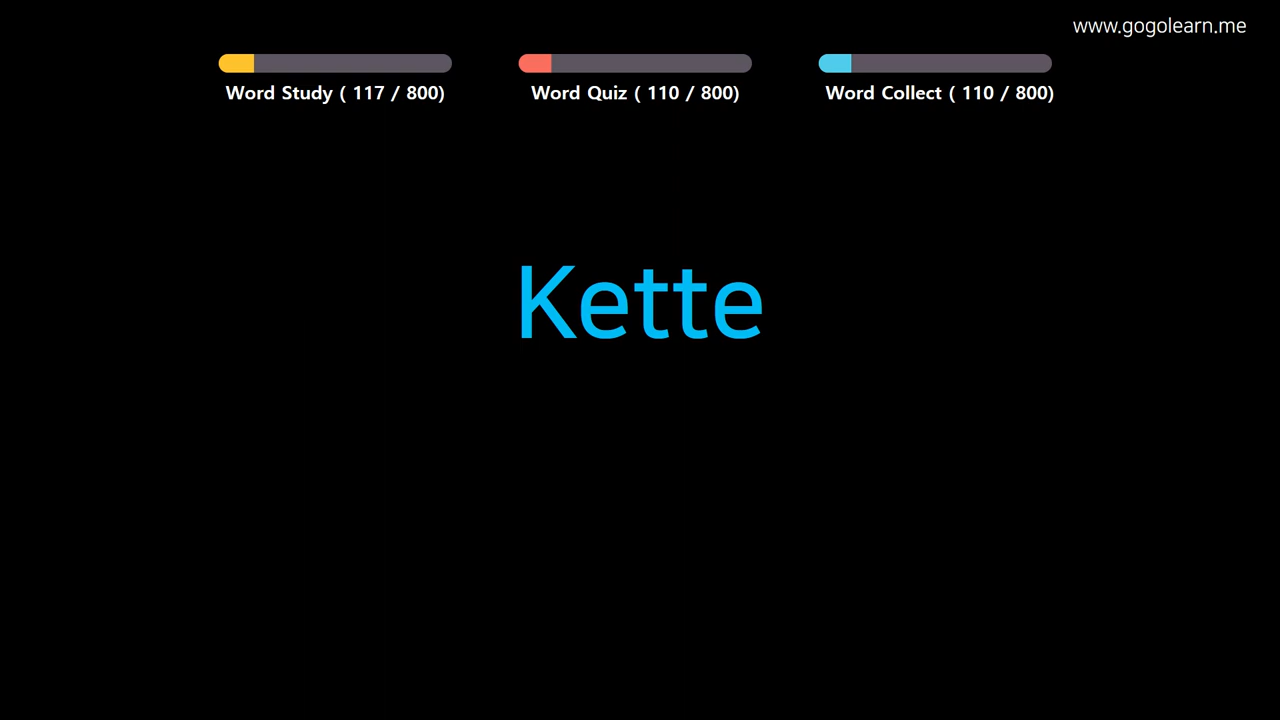 www.gogolearn.me
Word Study ( 117 / 800)
Word Quiz ( 110 / 800)
Word Collect ( 110 / 800)
Kette